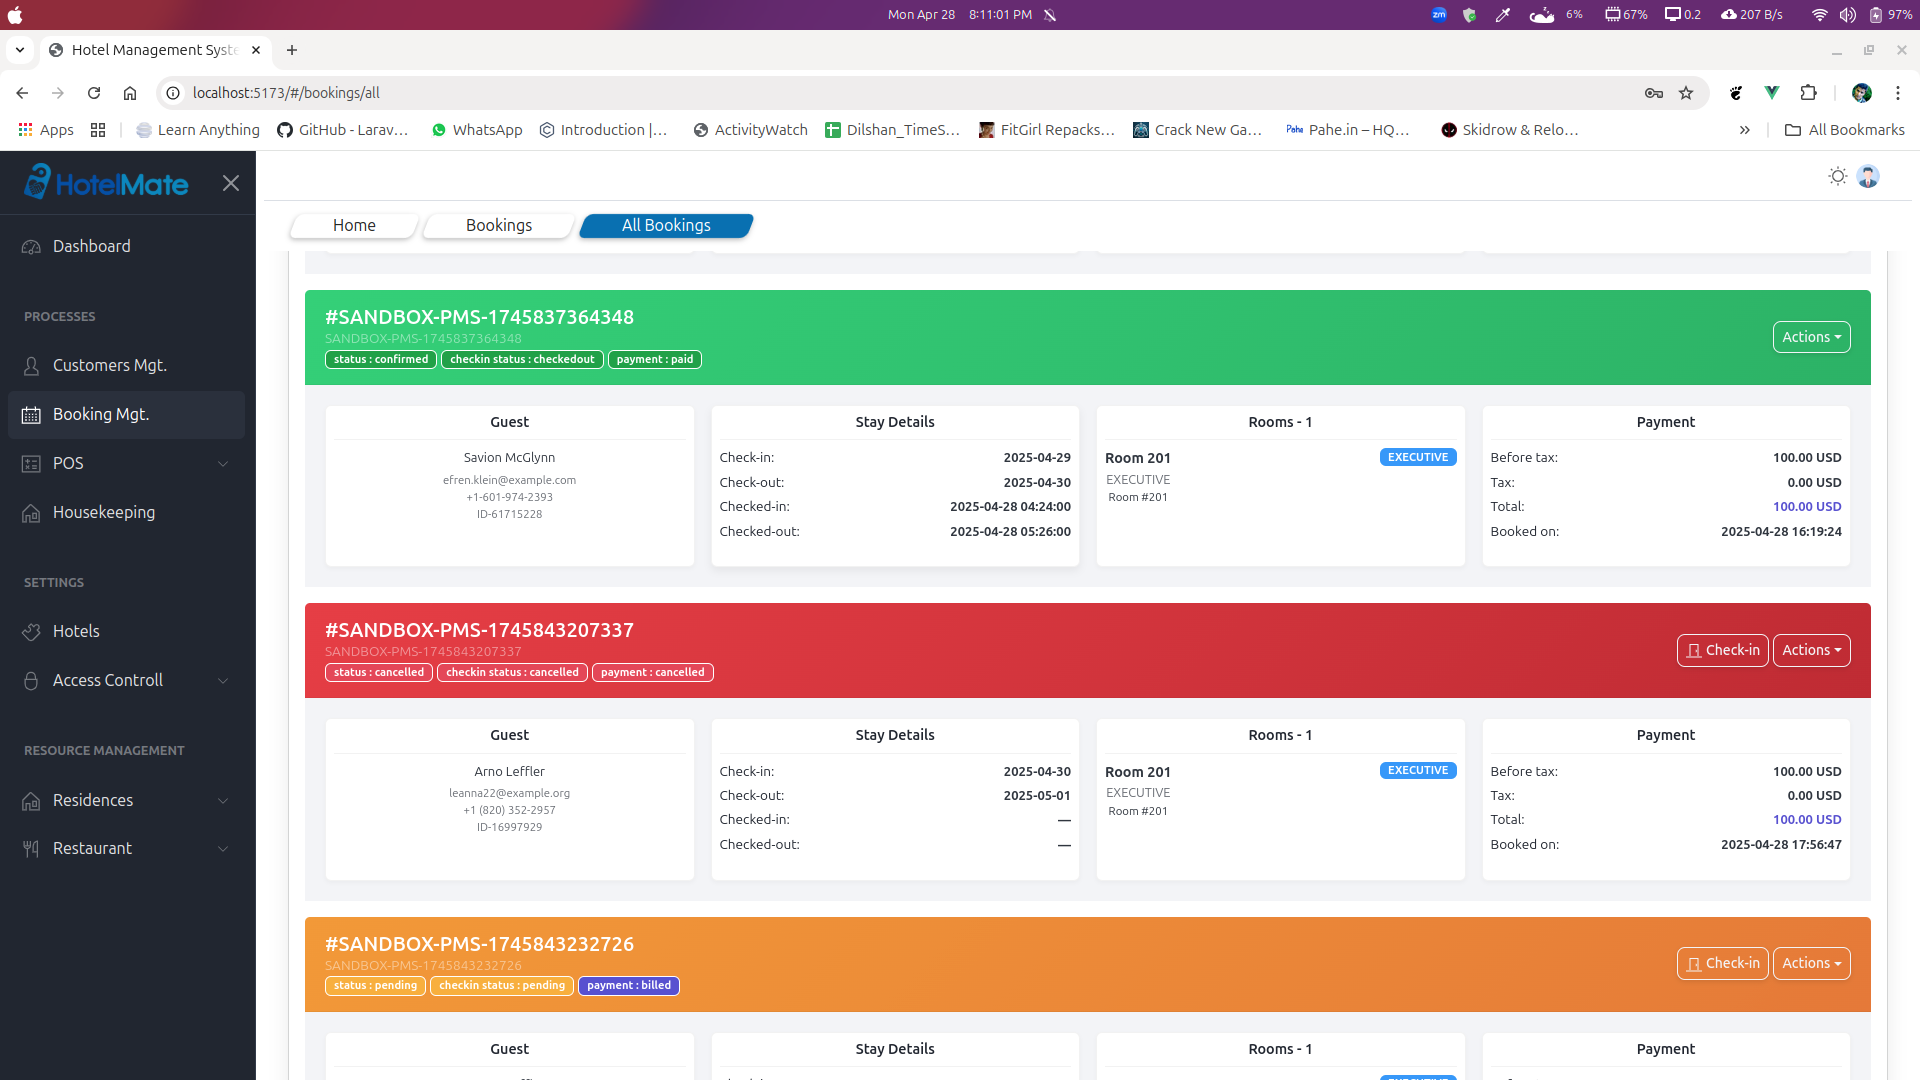 Mon Apr 28 8:11:01 PM
zm
6%
67%
0.2
207 B/s
97%
Hotel Management Syste
localhost:5173/#/bookings/all
Apps
Learn Anything
GitHub - Larav...
WhatsApp
Introduction |...
ActivityWatch
Dilshan_TimeS...
FitGirl Repacks...
Crack New Ga...
Pahe Pahe.in – HQ...
Skidrow & Relo...
All Bookmarks
HotelMate
Home
Bookings
All Bookings
Dashboard
PROCESSES
Customers Mgt.
Booking Mgt.
POS
Housekeeping
SETTINGS
Hotels
Access Controll
RESOURCE MANAGEMENT
Residences
Restaurant
#SANDBOX-PMS-1745837364348
SANDBOX-PMS-1745837364348
status : confirmed checkin status : checkedout payment : paid
Actions
Guest
Savion McGlynn
efren.klein@example.com
+1-601-974-2393
ID-61715228
Stay Details
Check-in: 2025-04-29
Check-out: 2025-04-30
Checked-in: 2025-04-28 04:24:00
Checked-out: 2025-04-28 05:26:00
Rooms - 1
Room 201 EXECUTIVE
EXECUTIVE
Room #201
Payment
Before tax: 100.00 USD
Tax: 0.00 USD
Total: 100.00 USD
Booked on: 2025-04-28 16:19:24
#SANDBOX-PMS-1745843207337
SANDBOX-PMS-1745843207337
status : cancelled checkin status : cancelled payment : cancelled
Check-in Actions
Guest
Arno Leffler
leanna22@example.org
+1 (820) 352-2957
ID-16997929
Stay Details
Check-in: 2025-04-30
Check-out: 2025-05-01
Checked-in: —
Checked-out: —
Rooms - 1
Room 201 EXECUTIVE
EXECUTIVE
Room #201
Payment
Before tax: 100.00 USD
Tax: 0.00 USD
Total: 100.00 USD
Booked on: 2025-04-28 17:56:47
#SANDBOX-PMS-1745843232726
SANDBOX-PMS-1745843232726
status : pending checkin status : pending payment : billed
Check-in Actions
Guest
Stay Details
Rooms - 1
Payment